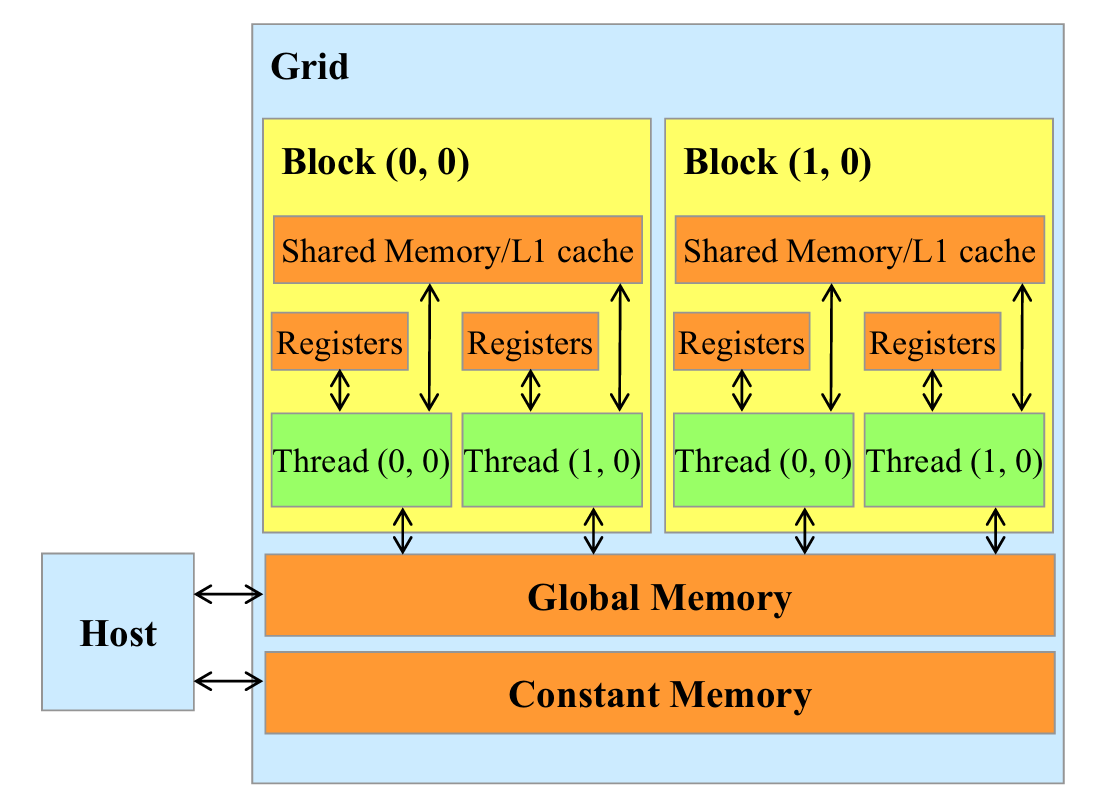 Grid
Block (0, 0)
Block (1, 0)
Shared Memory/L1 cache
Shared Memory/L1 cache
Registers
Registers
Registers
Registers
Thread (0, 0)
Thread (1, 0)
Thread (0, 0)
Thread (1, 0)
Host
Global Memory
Constant Memory